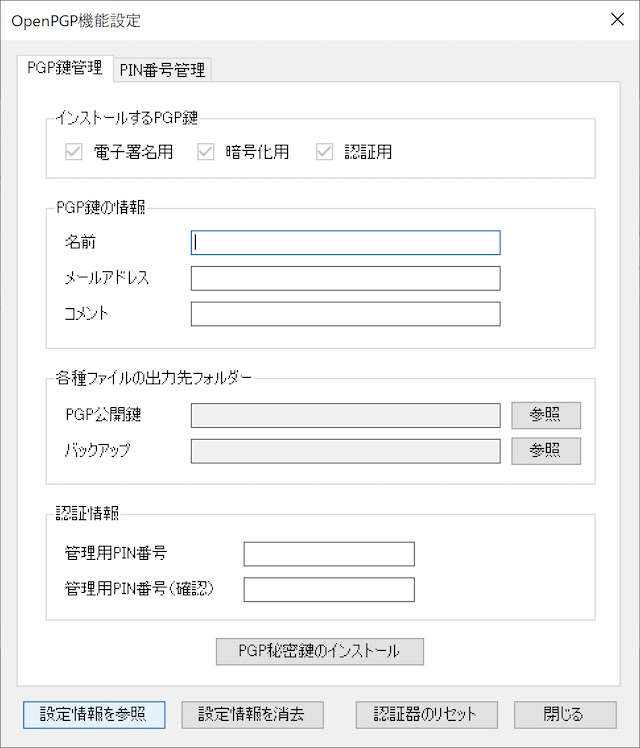 OpenPGP機能設定
PGP鍵管理 PIN番号管理
インストールするPGP鍵
電子署名用 暗号化用 認証用
PGP鍵の情報
名前
メールアドレス
コメント
各種ファイルの出力先フォルダー
PGP公開鍵 参照
バックアップ 参照
認証情報
管理用PIN番号
管理用PIN番号(確認)
PGP秘密鍵のインストール
設定情報を参照 設定情報を消去 認証器のリセット 閉じる